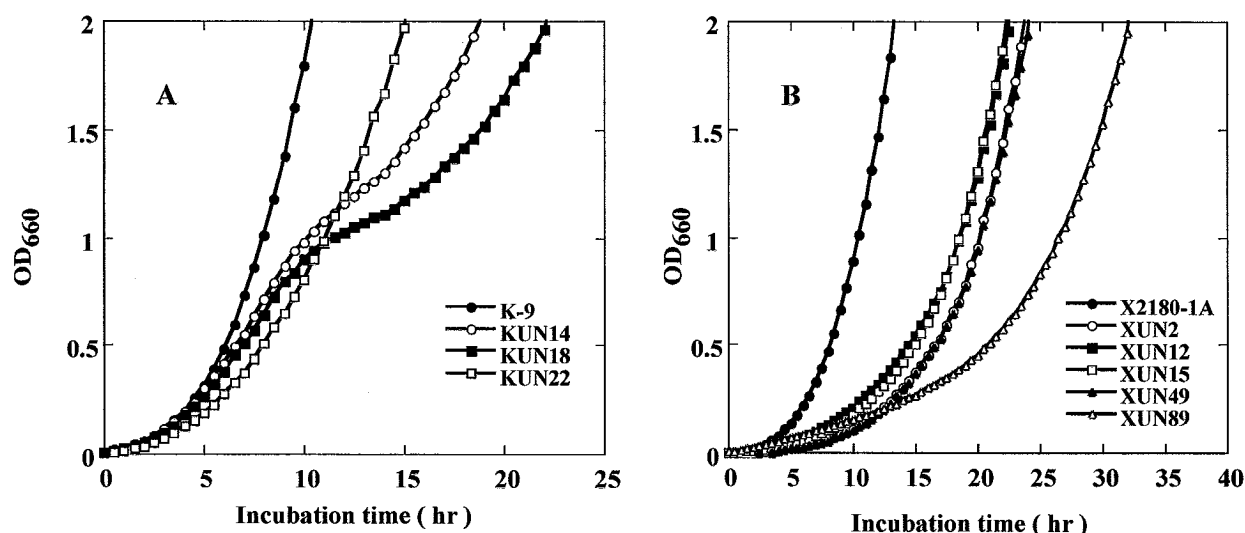 A
OD660
2
1.5
1
0.5
0
0 5 10 15 20 25
Incubation time ( hr )
K-9
KUN14
KUN18
KUN22
B
OD660
2
1.5
1
0.5
0
0 5 10 15 20 25 30 35 40
Incubation time ( hr )
X2180-1A
XUN2
XUN12
XUN15
XUN49
XUN89